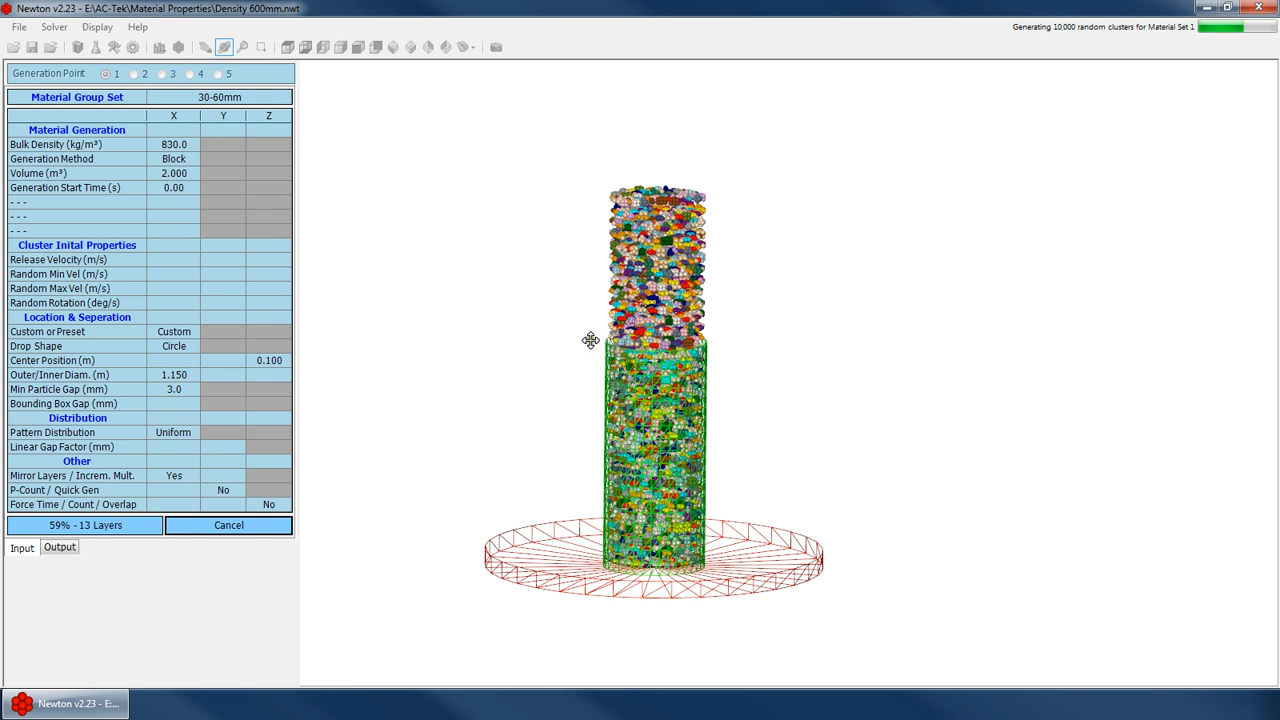 Newton v2.23 - E:\AC-Tek\Material Properties\Density 600mm.nwt
File Solver Display Help
Generating 10,000 random clusters for Material Set 1
Generation Point 1 2 3 4 5
Material Group Set 30-60mm
X Y Z
Material Generation
Bulk Density (kg/m³) 830.0
Generation Method Block
Volume (m³) 2.000
Generation Start Time (s) 0.00
- - -
- - -
- - -
Cluster Inital Properties
Release Velocity (m/s)
Random Min Vel (m/s)
Random Max Vel (m/s)
Random Rotation (deg/s)
Location & Seperation
Custom or Preset Custom
Drop Shape Circle
Center Position (m) 0.100
Outer/Inner Diam. (m) 1.150
Min Particle Gap (mm) 3.0
Bounding Box Gap (mm)
Distribution
Pattern Distribution Uniform
Linear Gap Factor (mm)
Other
Mirror Layers / Increm. Mult. Yes
P-Count / Quick Gen No
Force Time / Count / Overlap No
59% - 13 Layers Cancel
Input Output
Newton v2.23 - E:...